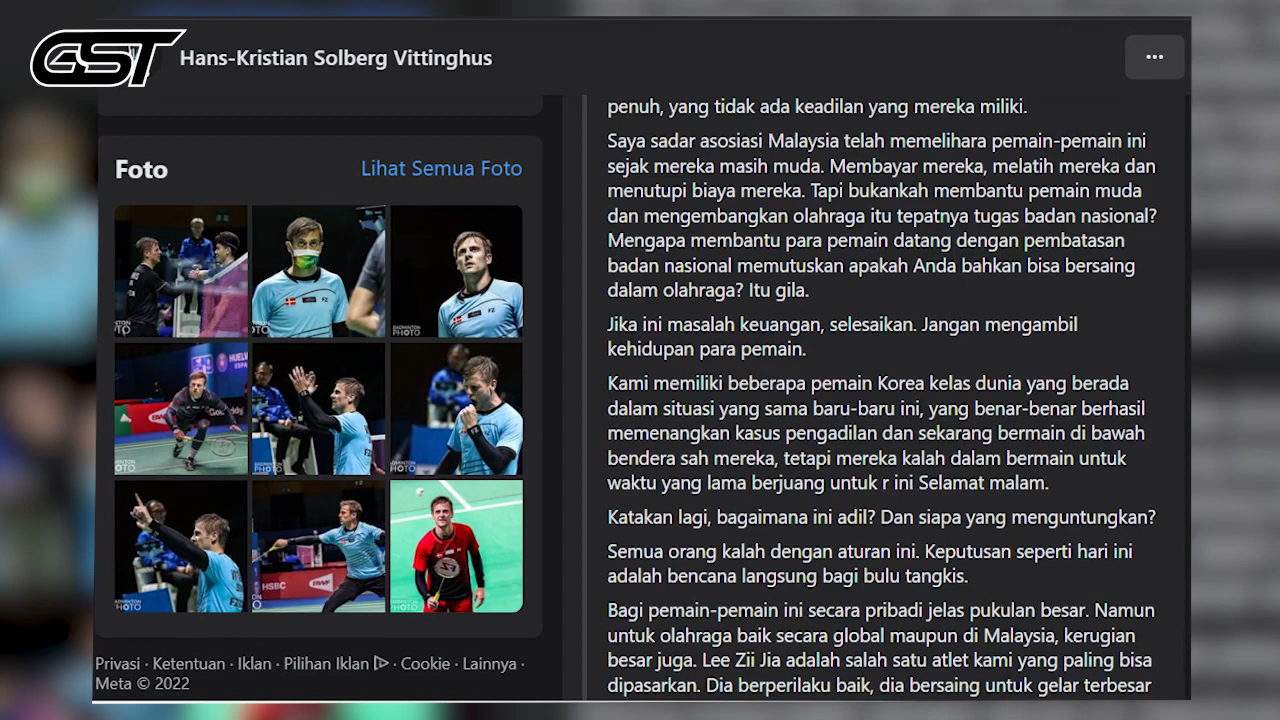 GST
Hans-Kristian Solberg Vittinghus
Foto
Lihat Semua Foto
HSBC
BWF
Privasi · Ketentuan · Iklan · Pilihan Iklan · Cookie · Lainnya ·
Meta © 2022
penuh, yang tidak ada keadilan yang mereka miliki.
Saya sadar asosiasi Malaysia telah memelihara pemain-pemain ini
sejak mereka masih muda. Membayar mereka, melatih mereka dan
menutupi biaya mereka. Tapi bukankah membantu pemain muda
dan mengembangkan olahraga itu tepatnya tugas badan nasional?
Mengapa membantu para pemain datang dengan pembatasan
badan nasional memutuskan apakah Anda bahkan bisa bersaing
dalam olahraga? Itu gila.
Jika ini masalah keuangan, selesaikan. Jangan mengambil
kehidupan para pemain.
Kami memiliki beberapa pemain Korea kelas dunia yang berada
dalam situasi yang sama baru-baru ini, yang benar-benar berhasil
memenangkan kasus pengadilan dan sekarang bermain di bawah
bendera sah mereka, tetapi mereka kalah dalam bermain untuk
waktu yang lama berjuang untuk r ini Selamat malam.
Katakan lagi, bagaimana ini adil? Dan siapa yang menguntungkan?
Semua orang kalah dengan aturan ini. Keputusan seperti hari ini
adalah bencana langsung bagi bulu tangkis.
Bagi pemain-pemain ini secara pribadi jelas pukulan besar. Namun
untuk olahraga baik secara global maupun di Malaysia, kerugian
besar juga. Lee Zii Jia adalah salah satu atlet kami yang paling bisa
dipasarkan. Dia berperilaku baik, dia bersaing untuk gelar terbesar